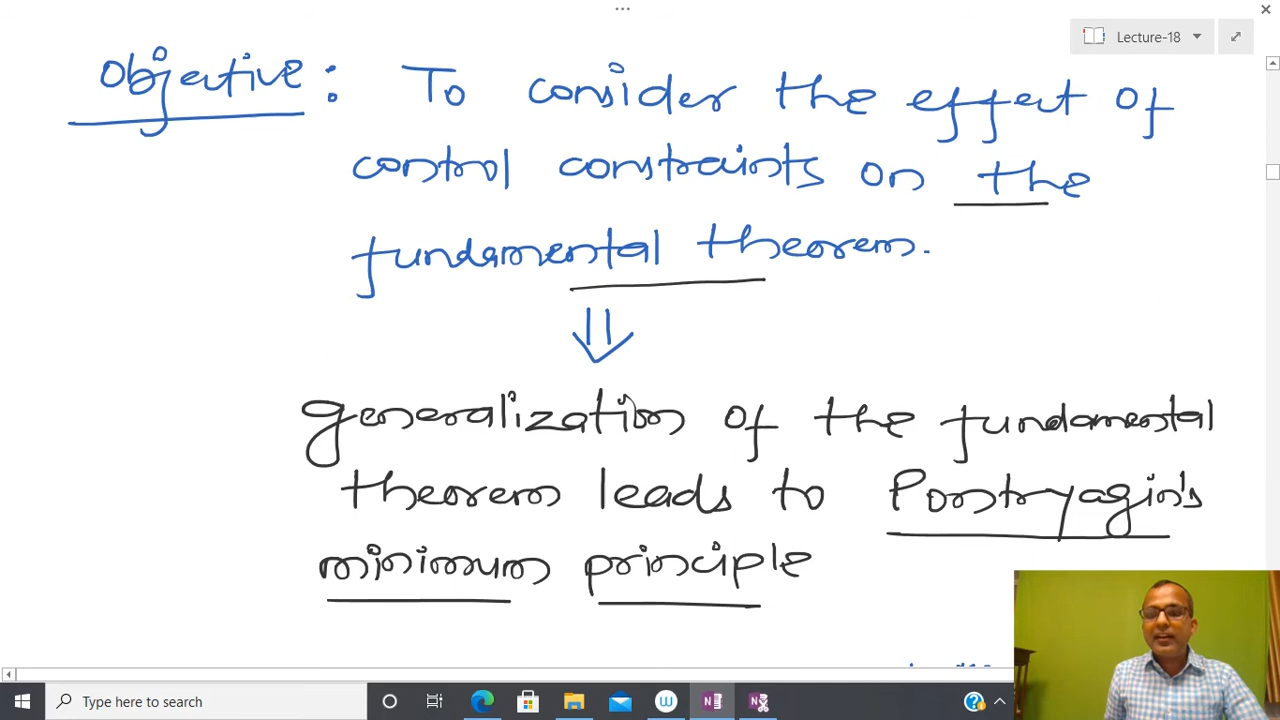 Lecture-18
Objective: To consider the effect of
control constraints on the
fundamental theorem.
generalization of the fundamental
theorem leads to Pontryagin's
minimum principle
Type here to search